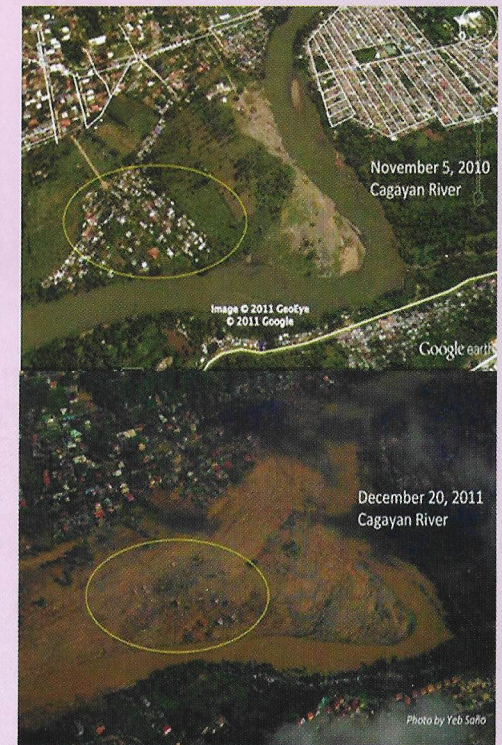 November 5, 2010
Cagayan River
Image © 2011 GeoEye
© 2011 Google
Google earth
December 20, 2011
Cagayan River
Photo by Yeb Saño